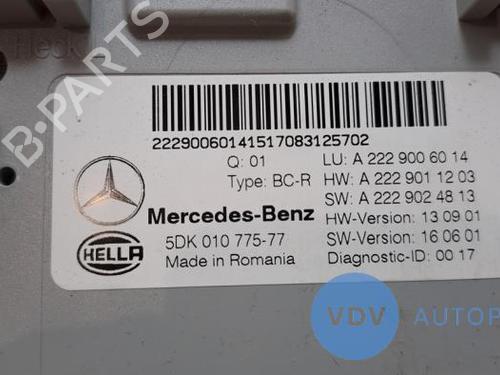 Heck
B-PARTS
22290060141517083125702
Q: 01
LU: A 222 900 60 14
Type: BC-R
HW: A 222 901 12 03
SW: A 222 902 48 13
Mercedes-Benz
HW-Version: 13 09 01
5DK 010 775-77
SW-Version: 16 06 01
HELLA
Made in Romania
Diagnostic-ID: 00 17
VDV
AUTOP